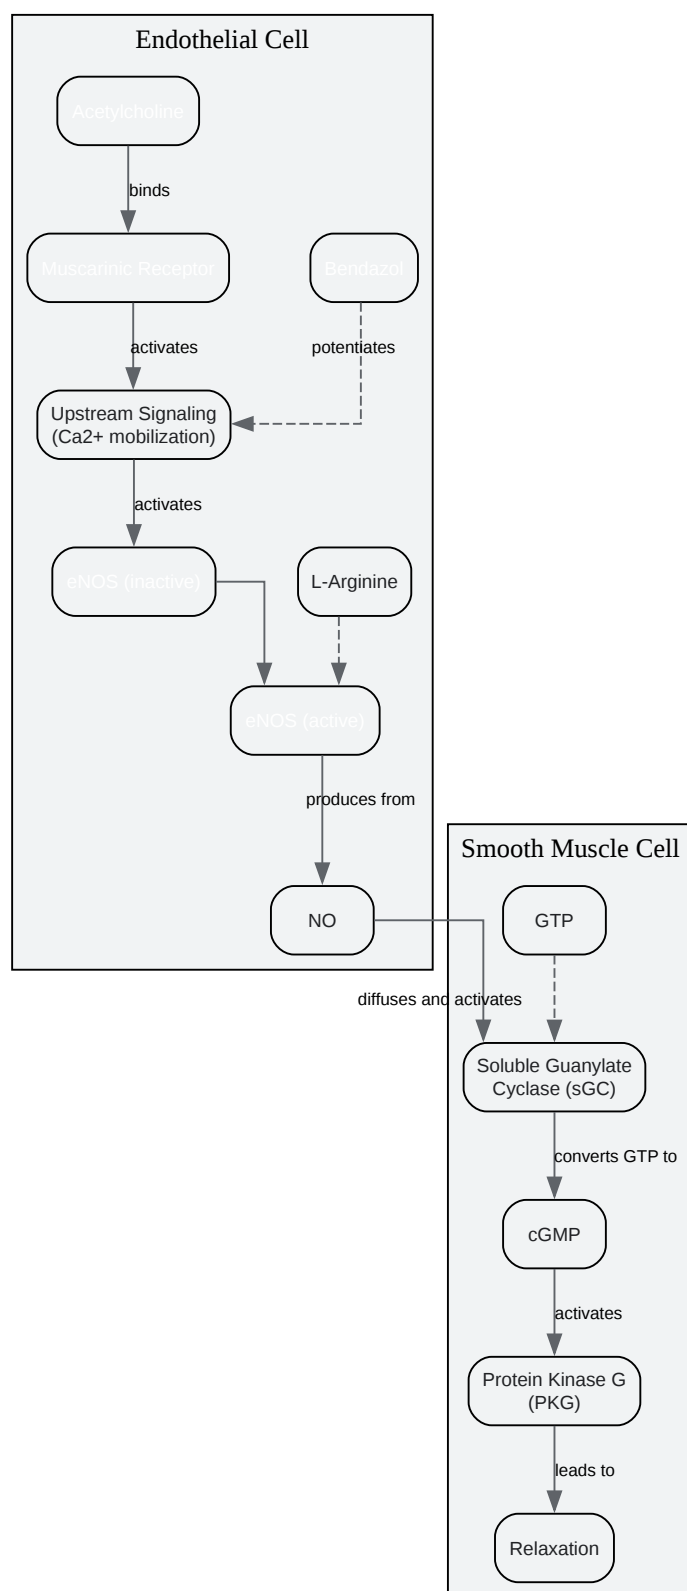 Endothelial Cell
Acetylcholine
binds
Muscarinic Receptor
Bendazol
activates
potentiates
Upstream Signaling
(Ca2+ mobilization)
activates
eNOS (inactive)
L-Arginine
eNOS (active)
produces from
Smooth Muscle Cell
NO
GTP
diffuses and activates
Soluble Guanylate
Cyclase (sGC)
converts GTP to
cGMP
activates
Protein Kinase G
(PKG)
leads to
Relaxation